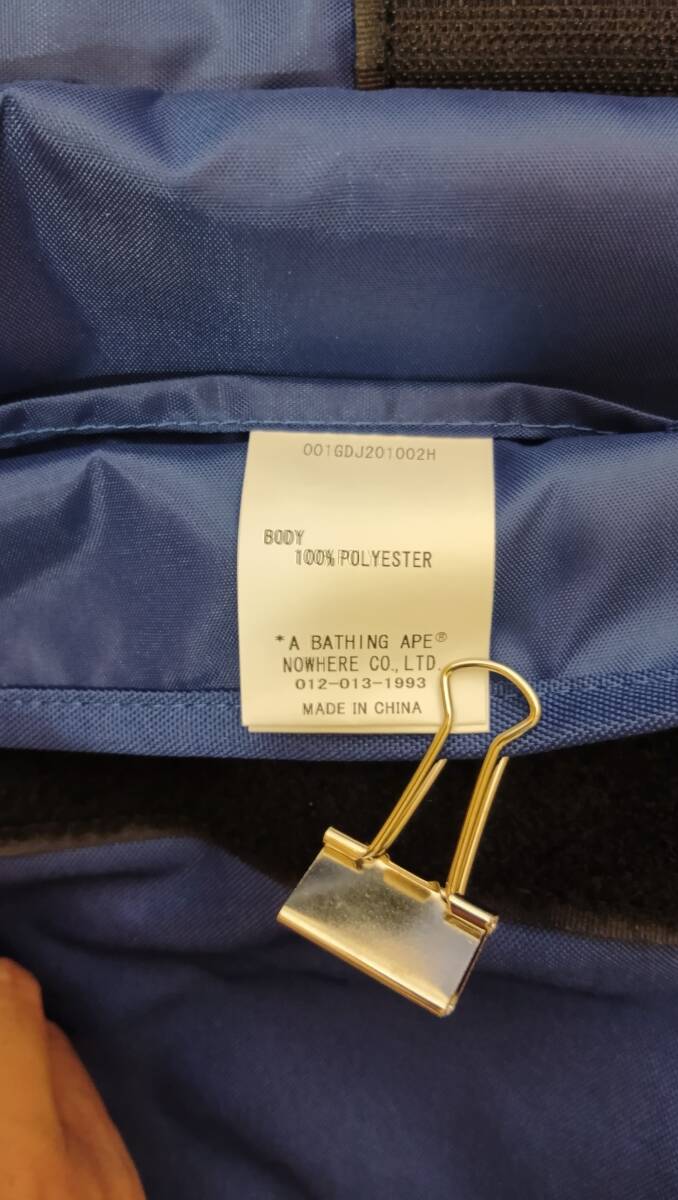 001GDJ201002H
BODY
100% POLYESTER
*A BATHING APE®
NOWHERE CO., LTD.
012-013-1993
MADE IN CHINA